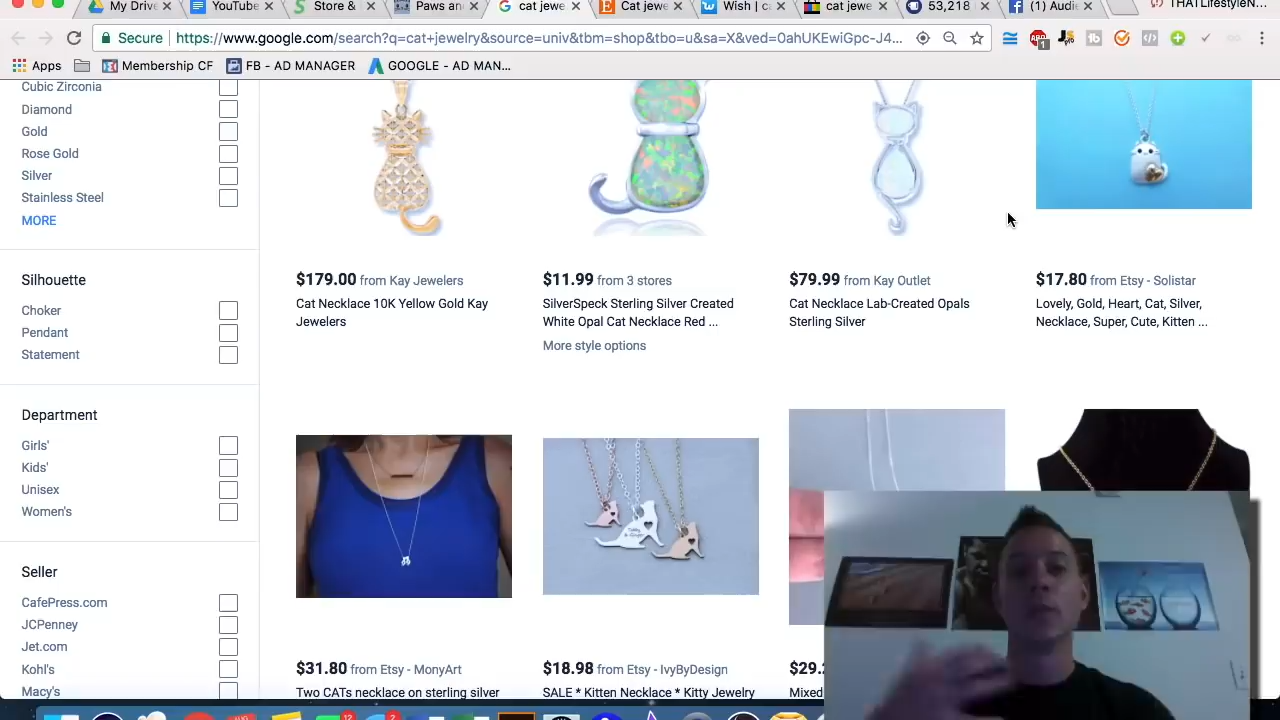 My Drive
YouTube
Store &
Paws and
cat jewe
Cat jewe
Wish | c
cat jewe
53,218
(1) Audie
THATLifestyleN
Secure
https://www.google.com/search?q=cat+jewelry&source=univ&tbm=shop&tbo=u&sa=X&ved=0ahUKEwiGpc-J4...
Apps
Membership CF
FB - AD MANAGER
GOOGLE - AD MAN...
Cubic Zirconia
Diamond
Gold
Rose Gold
Silver
Stainless Steel
MORE
Silhouette
Choker
Pendant
Statement
Department
Girls'
Kids'
Unisex
Women's
Seller
CafePress.com
JCPenney
Jet.com
Kohl's
Macy's
$179.00 from Kay Jewelers
Cat Necklace 10K Yellow Gold Kay
Jewelers
$11.99 from 3 stores
SilverSpeck Sterling Silver Created
White Opal Cat Necklace Red ...
More style options
$79.99 from Kay Outlet
Cat Necklace Lab-Created Opals
Sterling Silver
$17.80 from Etsy - Solistar
Lovely, Gold, Heart, Cat, Silver,
Necklace, Super, Cute, Kitten ...
$31.80 from Etsy - MonyArt
Two CATs necklace on sterling silver
$18.98 from Etsy - IvyByDesign
SALE * Kitten Necklace * Kitty Jewelry
$29.2
Mixed